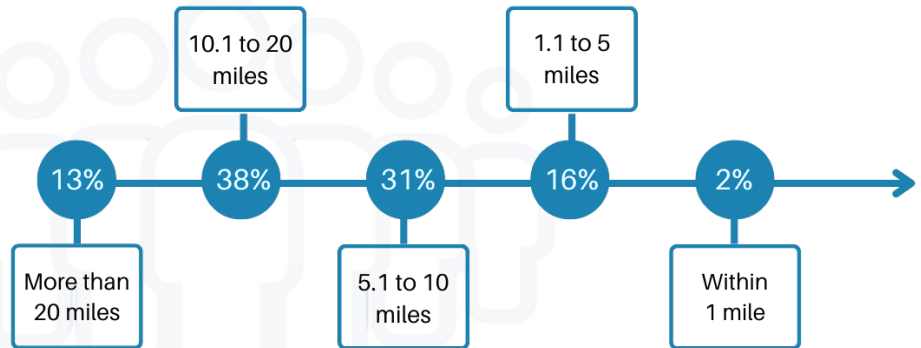 10.1 to 20
miles
1.1 to 5
miles
13%
38%
31%
16%
2%
More than
20 miles
5.1 to 10
miles
Within
1 mile